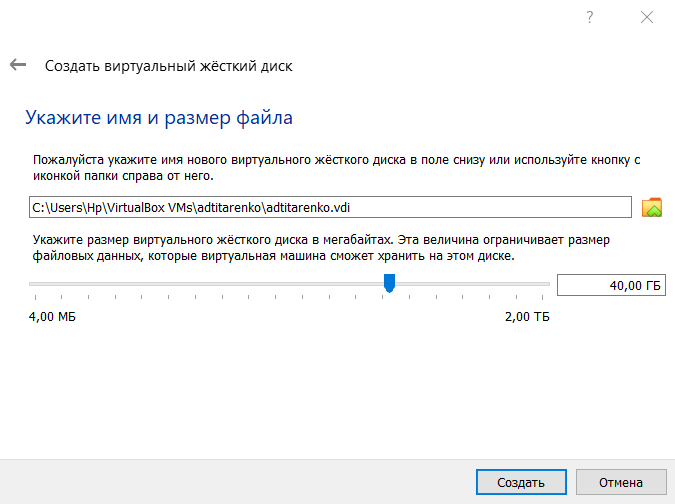 ?
Создать виртуальный жёсткий диск
Укажите имя и размер файла
Пожалуйста укажите имя нового виртуального жёсткого диска в поле снизу или используйте кнопку с
иконкой папки справа от него.
C:\Users\Hp\VirtualBox VMs\adtitarenko\adtitarenko.vdi
Укажите размер виртуального жёсткого диска в мегабайтах. Эта величина ограничивает размер
файловых данных, которые виртуальная машина сможет хранить на этом диске.
40,00 ГБ
4,00 МБ 2,00 ТБ
Создать Отмена